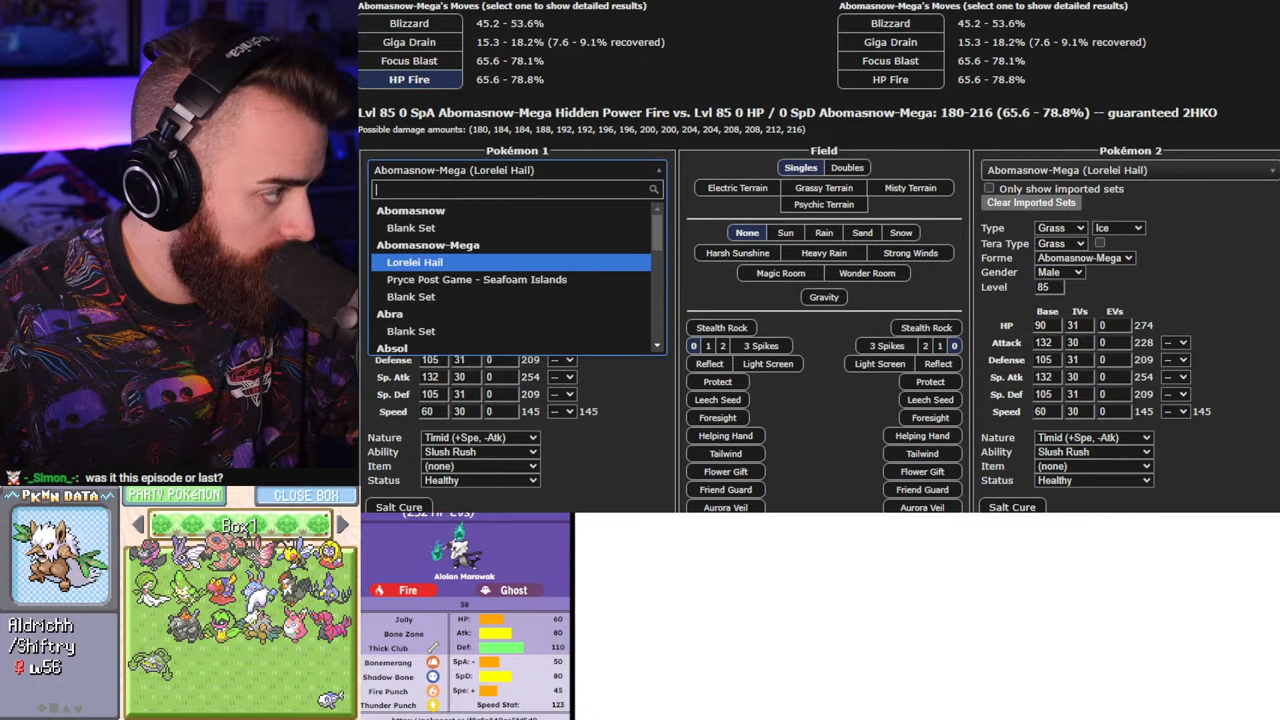 Abomasnow-Mega's Moves (select one to show detailed results)
Blizzard 45.2 - 53.6%
Giga Drain 15.3 - 18.2% (7.6 - 9.1% recovered)
Focus Blast 65.6 - 78.1%
HP Fire 65.6 - 78.8%
Abomasnow-Mega's Moves (select one to show detailed results)
Blizzard 45.2 - 53.6%
Giga Drain 15.3 - 18.2% (7.6 - 9.1% recovered)
Focus Blast 65.6 - 78.1%
HP Fire 65.6 - 78.8%
Lvl 85 0 SpA Abomasnow-Mega Hidden Power Fire vs. Lvl 85 0 HP / 0 SpD Abomasnow-Mega: 180-216 (65.6 - 78.8%) -- guaranteed 2HKO
Possible damage amounts: (180, 184, 184, 188, 192, 192, 196, 196, 200, 200, 204, 204, 208, 208, 212, 216)
Pokémon 1
Abomasnow-Mega (Lorelei Hail)
Abomasnow
Blank Set
Abomasnow-Mega
Lorelei Hail
Pryce Post Game - Seafoam Islands
Blank Set
Abra
Blank Set
Absol
Defense 105 31 0 209 --
Sp. Atk 132 30 0 254 --
Sp. Def 105 31 0 209 --
Speed 60 30 0 145 -- 145
Nature Timid (+Spe, -Atk)
Ability Slush Rush
Item (none)
Status Healthy
Salt Cure
Field
Singles Doubles
Electric Terrain Grassy Terrain Misty Terrain
Psychic Terrain
None Sun Rain Sand Snow
Harsh Sunshine Heavy Rain Strong Winds
Magic Room Wonder Room
Gravity
Stealth Rock Stealth Rock
0 1 2 3 Spikes 3 Spikes 2 1 0
Reflect Light Screen Light Screen Reflect
Protect Protect
Leech Seed Leech Seed
Foresight Foresight
Helping Hand Helping Hand
Tailwind Tailwind
Flower Gift Flower Gift
Friend Guard Friend Guard
Aurora Veil Aurora Veil
Pokémon 2
Abomasnow-Mega (Lorelei Hail)
Only show imported sets
Clear Imported Sets
Type Grass Ice
Tera Type Grass
Forme Abomasnow-Mega
Gender Male
Level 85
Base IVs EVs
HP 90 31 0 274
Attack 132 30 0 228 --
Defense 105 31 0 209 --
Sp. Atk 132 30 0 254 --
Sp. Def 105 31 0 209 --
Speed 60 30 0 145 -- 145
Nature Timid (+Spe, -Atk)
Ability Slush Rush
Item (none)
Status Healthy
Salt Cure
-_Simon_-: was it this episode or last?
PKMN DATA
PARTY POKéMON
CLOSE BOX
Box1
Aldrichh
/Shiftry
♀ Lv56
(252 HP EVs)
Alolan Marowak
Fire Ghost
58
Jolly
Bone Zone
Thick Club
Bonemerang
Shadow Bone
Fire Punch
Thunder Punch
HP: 60
Atk: 80
Def: 110
SpA: - 50
SpD: 80
Spe: + 45
Speed Stat: 123